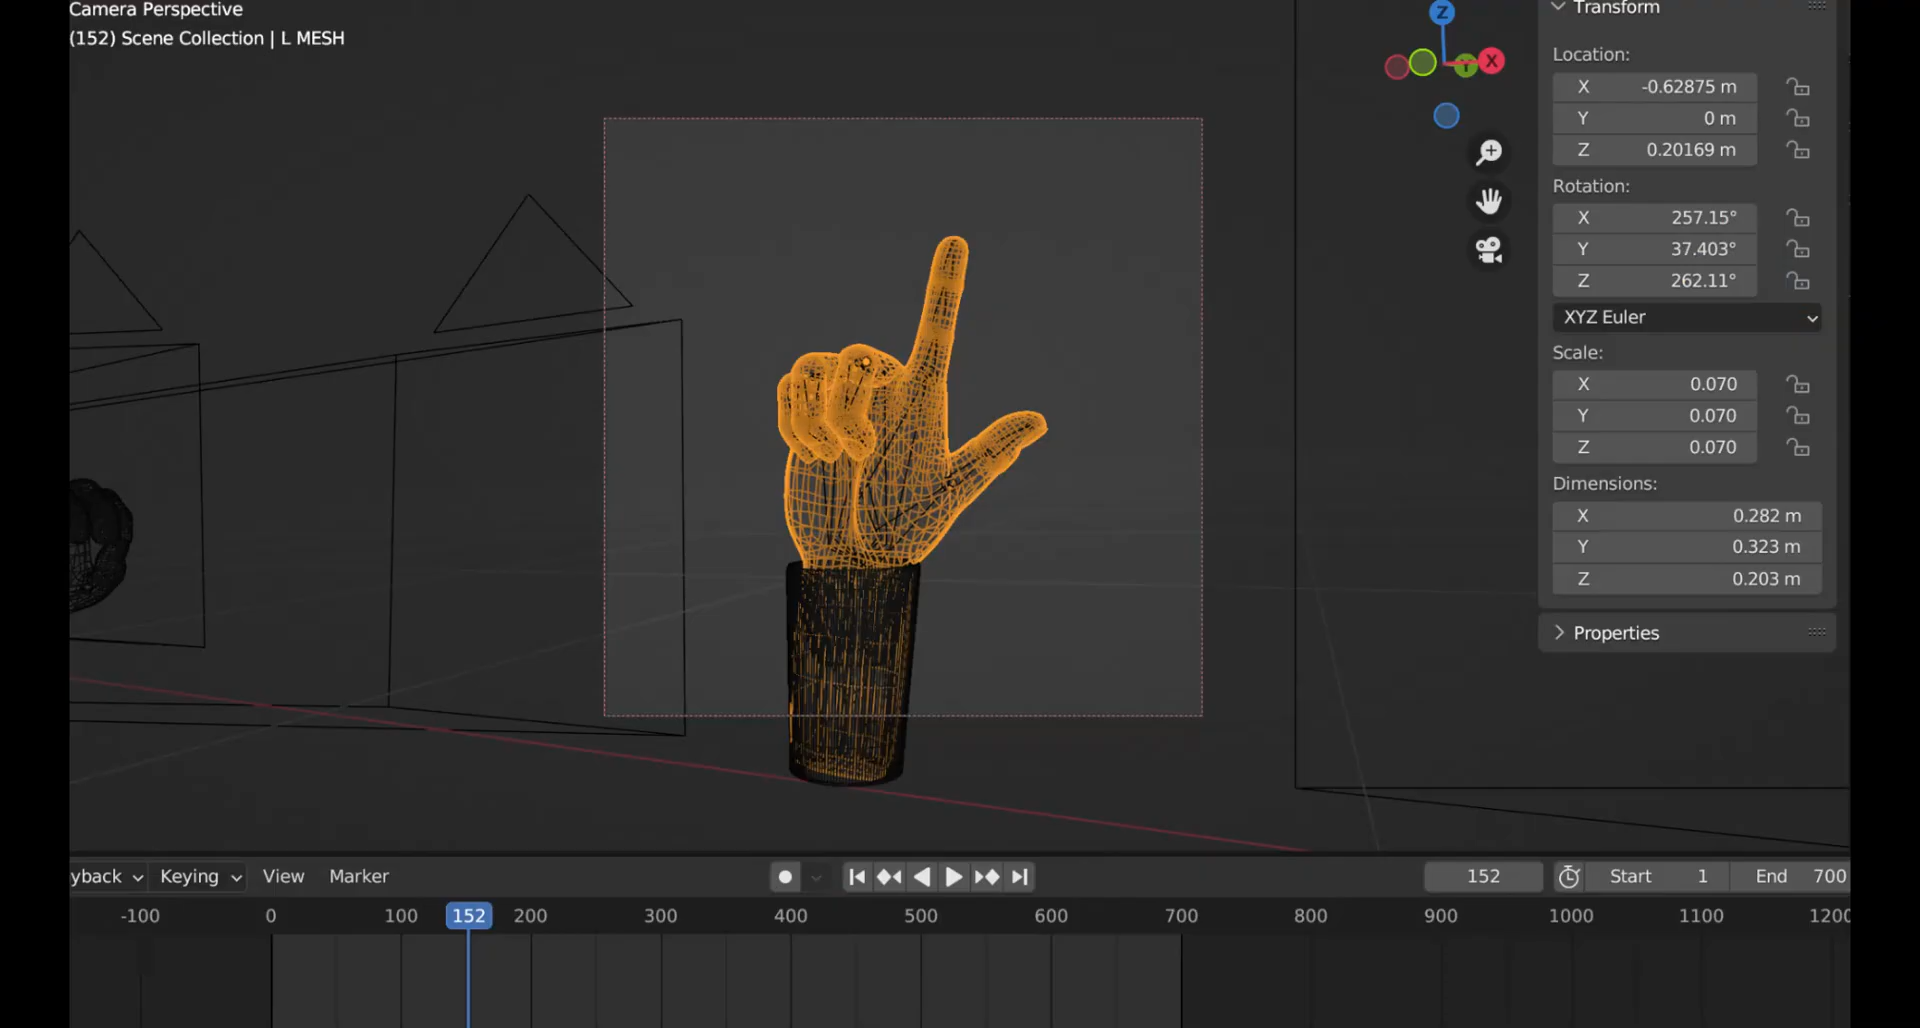 Camera Perspective
(152) Scene Collection | L MESH
Z
Y
X
Transform
Location:
X -0.62875 m
Y 0 m
Z 0.20169 m
Rotation:
X 257.15°
Y 37.403°
Z 262.11°
XYZ Euler
Scale:
X 0.070
Y 0.070
Z 0.070
Dimensions:
X 0.282 m
Y 0.323 m
Z 0.203 m
Properties
yback Keying View Marker 152 Start 1 End 700
-100 0 100 152 200 300 400 500 600 700 800 900 1000 1100 1200